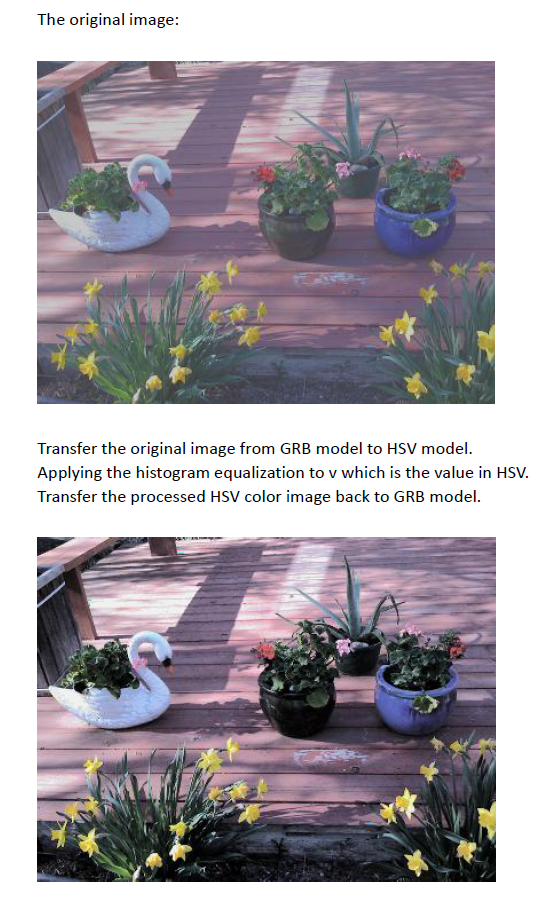 The original image:
Transfer the original image from GRB model to HSV model.
Applying the histogram equalization to v which is the value in HSV.
Transfer the processed HSV color image back to GRB model.